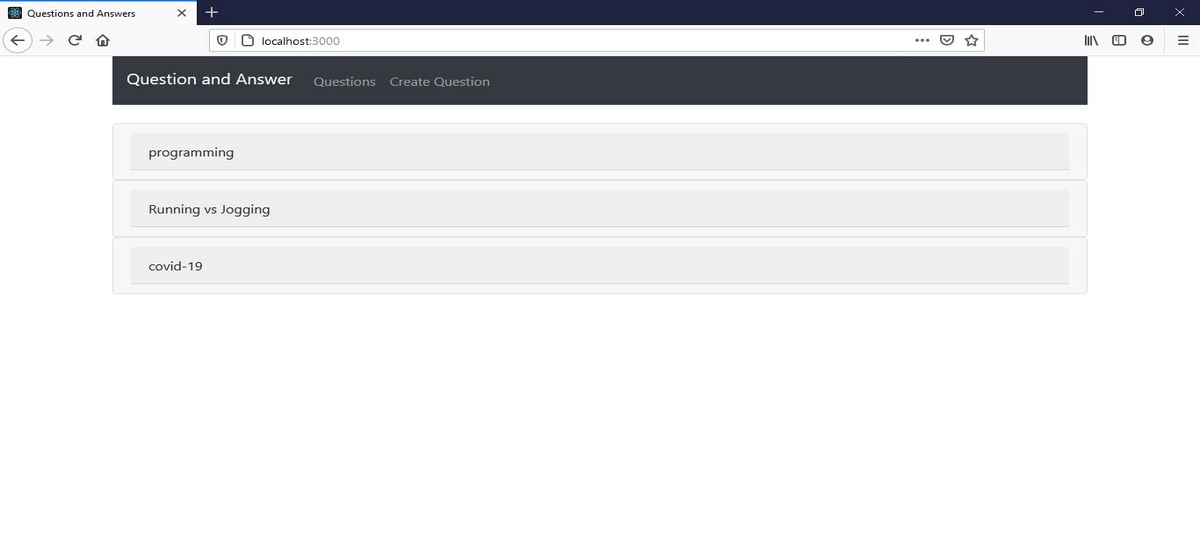 Questions and Answers
localhost:3000
Question and Answer Questions Create Question
programming
Running vs Jogging
covid-19